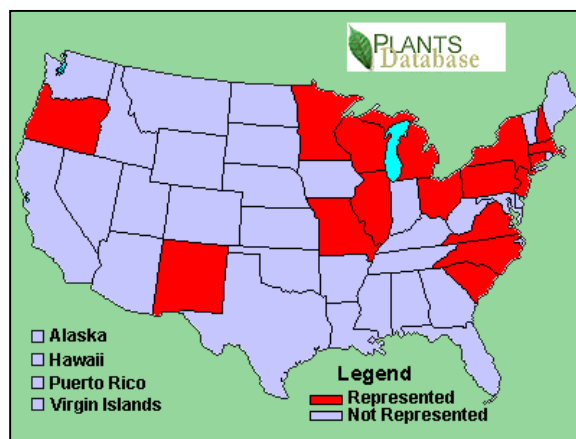 PLANTS
Database
Alaska
Hawaii
Puerto Rico
Virgin Islands
Legend
Represented
Not Represented